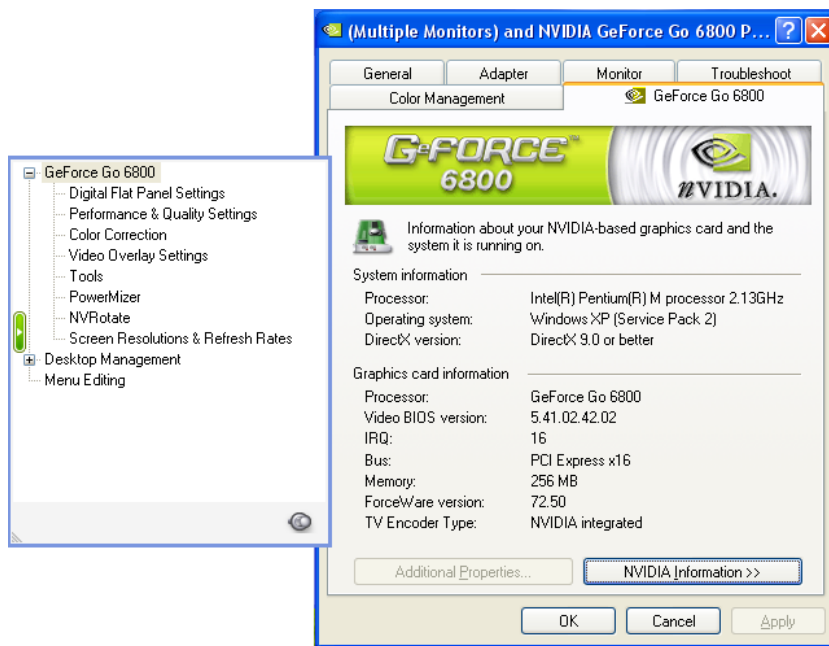 (Multiple Monitors) and NVIDIA GeForce Go 6800 P...
General Adapter Monitor Troubleshoot
Color Management GeForce Go 6800
GeFORCE™
6800
nVIDIA.
Information about your NVIDIA-based graphics card and the
system it is running on.
System information
Processor: Intel(R) Pentium(R) M processor 2.13GHz
Operating system: Windows XP (Service Pack 2)
DirectX version: DirectX 9.0 or better
Graphics card information
Processor: GeForce Go 6800
Video BIOS version: 5.41.02.42.02
IRQ: 16
Bus: PCI Express x16
Memory: 256 MB
ForceWare version: 72.50
TV Encoder Type: NVIDIA integrated
Additional Properties...
NVIDIA Information >>
OK Cancel Apply
GeForce Go 6800
Digital Flat Panel Settings
Performance & Quality Settings
Color Correction
Video Overlay Settings
Tools
PowerMizer
NVRotate
Screen Resolutions & Refresh Rates
Desktop Management
Menu Editing